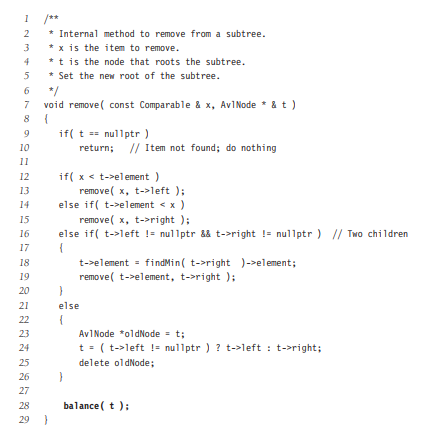 1 /**
2 * Internal method to remove from a subtree.
3 * x is the item to remove.
4 * t is the node that roots the subtree.
5 * Set the new root of the subtree.
6 */
7 void remove( const Comparable & x, AvlNode * & t )
8 {
9 if( t == nullptr )
10 return; // Item not found; do nothing
11
12 if( x < t->element )
13 remove( x, t->left );
14 else if( t->element < x )
15 remove( x, t->right );
16 else if( t->left != nullptr && t->right != nullptr ) // Two children
17 {
18 t->element = findMin( t->right )->element;
19 remove( t->element, t->right );
20 }
21 else
22 {
23 AvlNode *oldNode = t;
24 t = ( t->left != nullptr ) ? t->left : t->right;
25 delete oldNode;
26 }
27
28 balance( t );
29 }